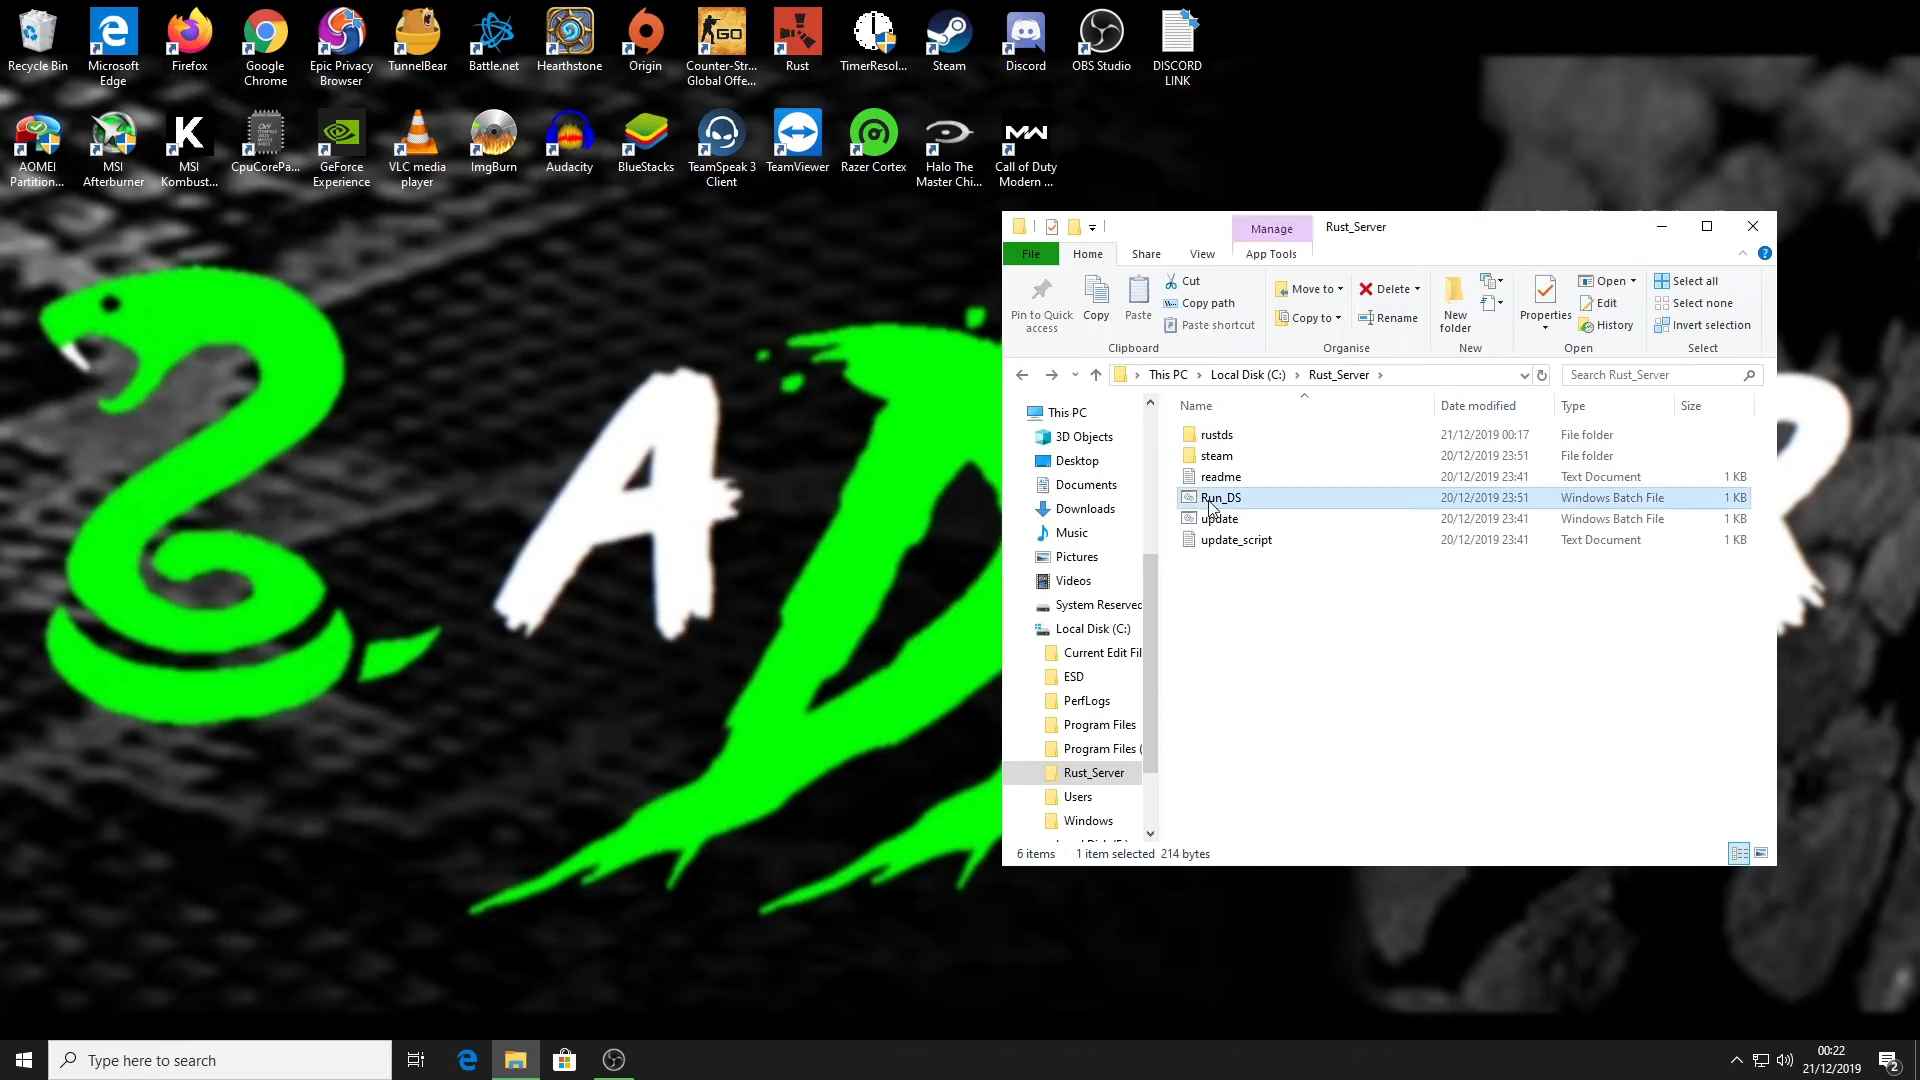 Recycle Bin
Microsoft Edge
Firefox
Google Chrome
Epic Privacy Browser
TunnelBear
Battle.net
Hearthstone
Origin
Counter-Str... Global Offe...
Rust
TimerResol...
Steam
Discord
OBS Studio
DISCORD LINK
AOMEI Partition...
MSI Afterburner
MSI Kombust...
CpuCorePa...
GeForce Experience
VLC media player
ImgBurn
Audacity
BlueStacks
TeamSpeak 3 Client
TeamViewer
Razer Cortex
Halo The Master Chi...
Call of Duty Modern ...
Manage
Rust_Server
File
Home
Share
View
App Tools
Pin to Quick access
Copy
Paste
Cut
Copy path
Paste shortcut
Clipboard
Move to
Copy to
Delete
Rename
Organise
New folder
New
Properties
Open
Edit
History
Open
Select all
Select none
Invert selection
Select
This PC > Local Disk (C:) > Rust_Server >
Search Rust_Server
This PC
3D Objects
Desktop
Documents
Downloads
Music
Pictures
Videos
System Reserved
Local Disk (C:)
Current Edit Fil
ESD
PerfLogs
Program Files
Program Files (
Rust_Server
Users
Windows
Name Date modified Type Size
rustds 21/12/2019 00:17 File folder
steam 20/12/2019 23:51 File folder
readme 20/12/2019 23:41 Text Document 1 KB
Run_DS 20/12/2019 23:51 Windows Batch File 1 KB
update 20/12/2019 23:41 Windows Batch File 1 KB
update_script 20/12/2019 23:41 Text Document 1 KB
6 items 1 item selected 214 bytes
A
Type here to search
00:22
21/12/2019
2